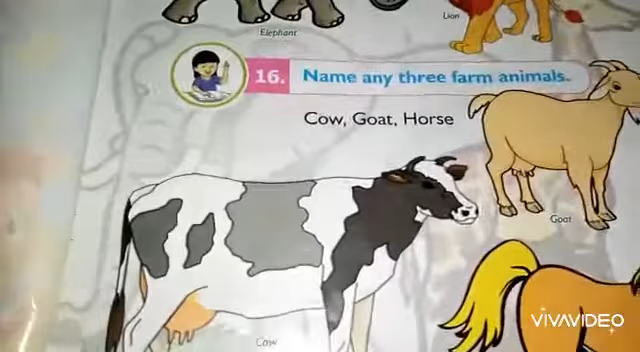 Elephant
Lion
16. Name any three farm animals.
Cow, Goat, Horse
Goat
Cow
VIVAVIDEO